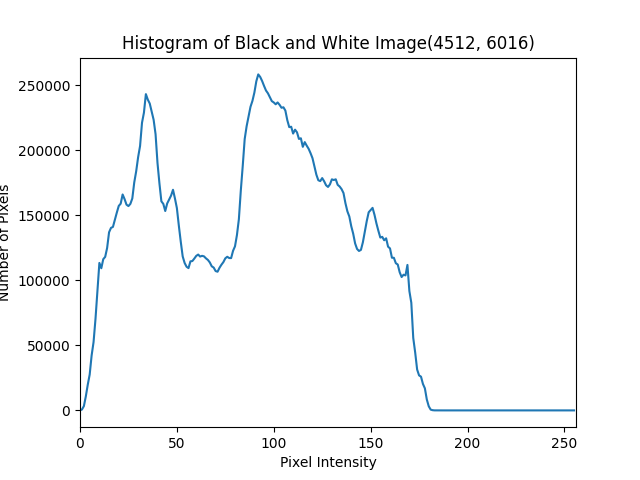 Histogram of Black and White Image(4512, 6016)
250000
200000
150000
100000
50000
0
Number of Pixels
0 50 100 150 200 250
Pixel Intensity